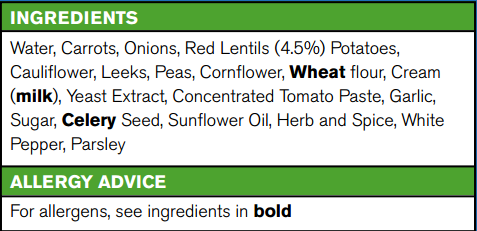 INGREDIENTS
Water, Carrots, Onions, Red Lentils (4.5%) Potatoes,
Cauliflower, Leeks, Peas, Cornflower, Wheat flour, Cream
(milk), Yeast Extract, Concentrated Tomato Paste, Garlic,
Sugar, Celery Seed, Sunflower Oil, Herb and Spice, White
Pepper, Parsley
ALLERGY ADVICE
For allergens, see ingredients in bold